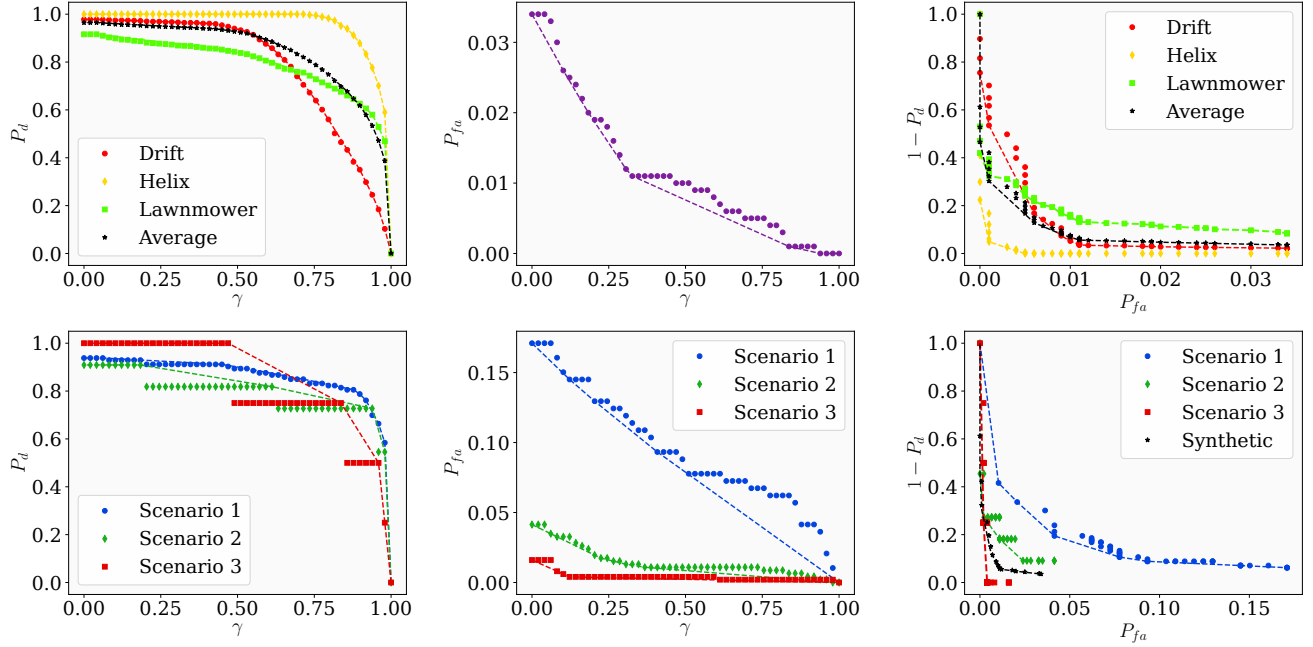 1.0
0.8
0.6
0.4
0.2
0.0
P_d
Drift
Helix
Lawnmower
Average
0.00 0.25 0.50 0.75 1.00
γ
0.03
0.02
0.01
0.00
P_{fa}
0.00 0.25 0.50 0.75 1.00
γ
1.0
0.8
0.6
0.4
0.2
0.0
1 − P_d
Drift
Helix
Lawnmower
Average
0.00 0.01 0.02 0.03
P_{fa}
1.0
0.8
0.6
0.4
0.2
0.0
P_d
Scenario 1
Scenario 2
Scenario 3
0.00 0.25 0.50 0.75 1.00
γ
0.15
0.10
0.05
0.00
P_{fa}
Scenario 1
Scenario 2
Scenario 3
0.00 0.25 0.50 0.75 1.00
γ
1.0
0.8
0.6
0.4
0.2
0.0
1 − P_d
Scenario 1
Scenario 2
Scenario 3
Synthetic
0.00 0.05 0.10 0.15
P_{fa}